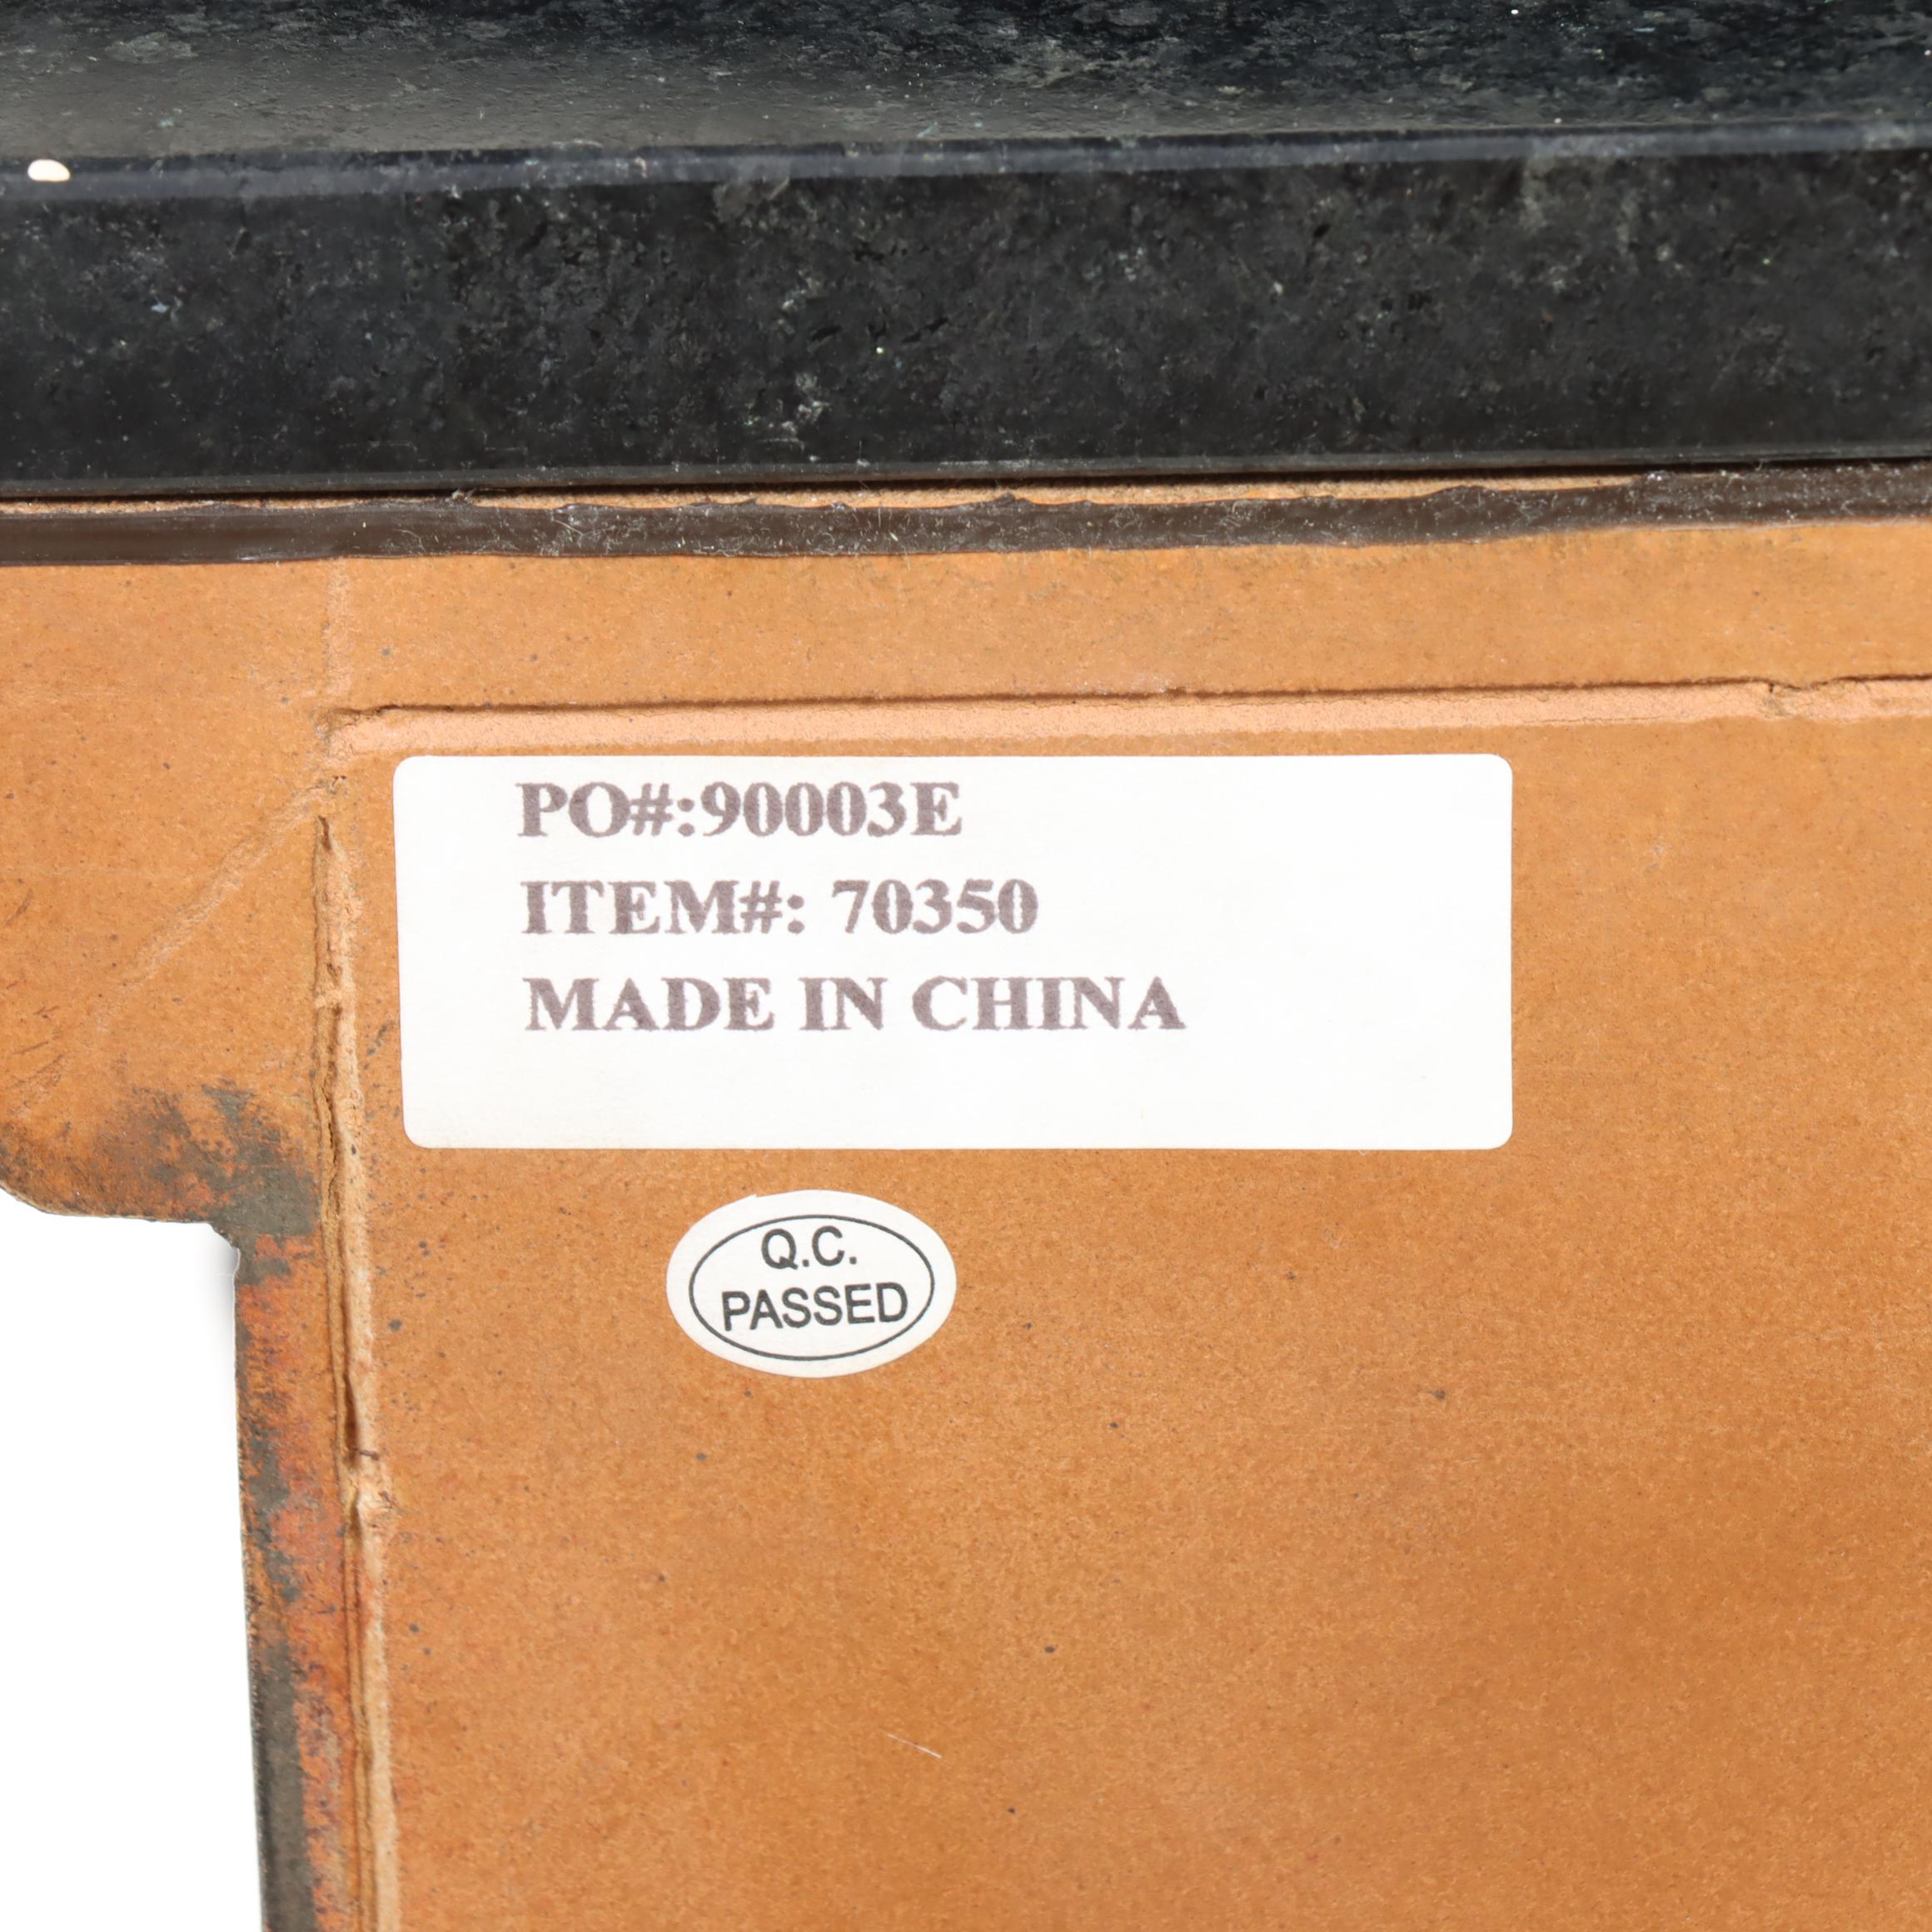 PO#:90003E
ITEM#: 70350
MADE IN CHINA
Q.C.
PASSED